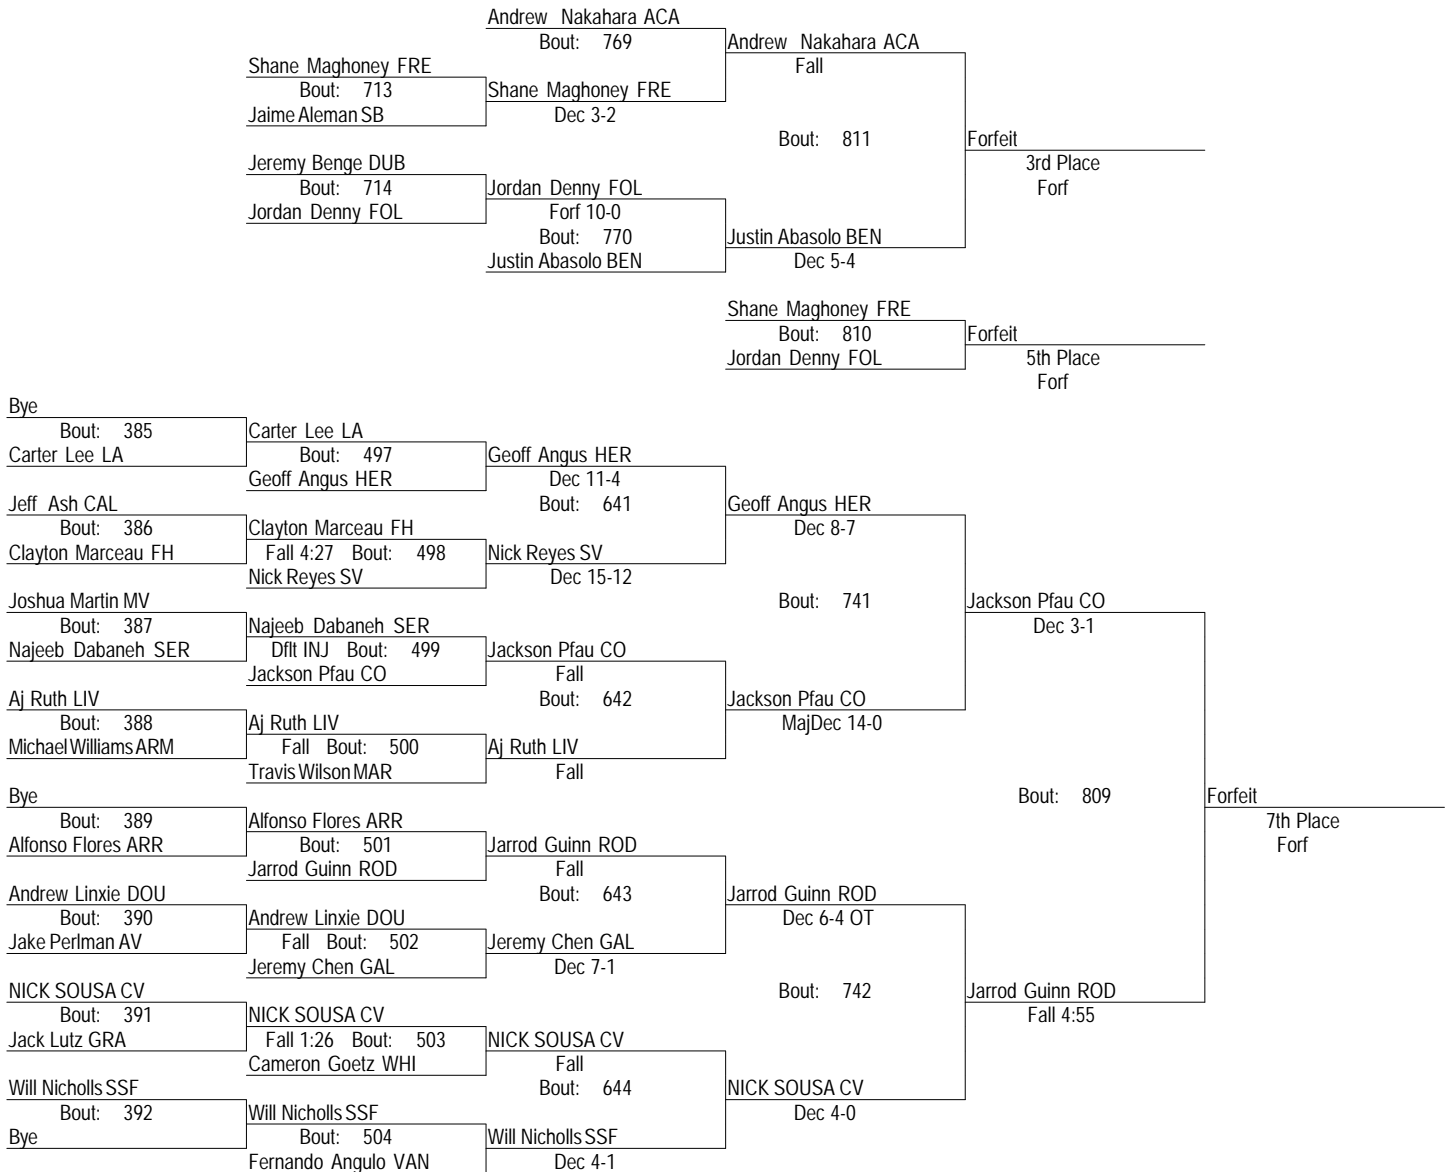 Andrew Nakahara ACA
Bout: 769
Andrew Nakahara ACA
Fall
Shane Maghoney FRE
Bout: 713
Shane Maghoney FRE
Jaime Aleman SB
Dec 3-2
Bout: 811
Forfeit
3rd Place
Forf
Jeremy Benge DUB
Bout: 714
Jordan Denny FOL
Jordan Denny FOL
Forf 10-0
Bout: 770
Justin Abasolo BEN
Justin Abasolo BEN
Dec 5-4
Shane Maghoney FRE
Bout: 810
Forfeit
Jordan Denny FOL
5th Place
Forf
Bye
Bout: 385
Carter Lee LA
Carter Lee LA
Bout: 497
Geoff Angus HER
Geoff Angus HER
Dec 11-4
Jeff Ash CAL
Bout: 641
Geoff Angus HER
Bout: 386
Clayton Marceau FH
Dec 8-7
Clayton Marceau FH
Fall 4:27 Bout: 498
Nick Reyes SV
Nick Reyes SV
Dec 15-12
Joshua Martin MV
Bout: 741
Jackson Pfau CO
Bout: 387
Najeeb Dabaneh SER
Dec 3-1
Najeeb Dabaneh SER
Dflt INJ Bout: 499
Jackson Pfau CO
Jackson Pfau CO
Fall
Aj Ruth LIV
Bout: 642
Jackson Pfau CO
Bout: 388
Aj Ruth LIV
MajDec 14-0
Michael Williams ARM
Fall Bout: 500
Aj Ruth LIV
Travis Wilson MAR
Fall
Bye
Bout: 809
Forfeit
Bout: 389
Alfonso Flores ARR
7th Place
Alfonso Flores ARR
Bout: 501
Jarrod Guinn ROD
Forf
Jarrod Guinn ROD
Fall
Andrew Linxie DOU
Bout: 643
Jarrod Guinn ROD
Bout: 390
Andrew Linxie DOU
Dec 6-4 OT
Jake Perlman AV
Fall Bout: 502
Jeremy Chen GAL
Jeremy Chen GAL
Dec 7-1
NICK SOUSA CV
Bout: 742
Jarrod Guinn ROD
Bout: 391
NICK SOUSA CV
Fall 4:55
Jack Lutz GRA
Fall 1:26 Bout: 503
NICK SOUSA CV
Cameron Goetz WHI
Fall
Will Nicholls SSF
Bout: 644
NICK SOUSA CV
Bout: 392
Will Nicholls SSF
Dec 4-0
Bye
Bout: 504
Will Nicholls SSF
Fernando Angulo VAN
Dec 4-1